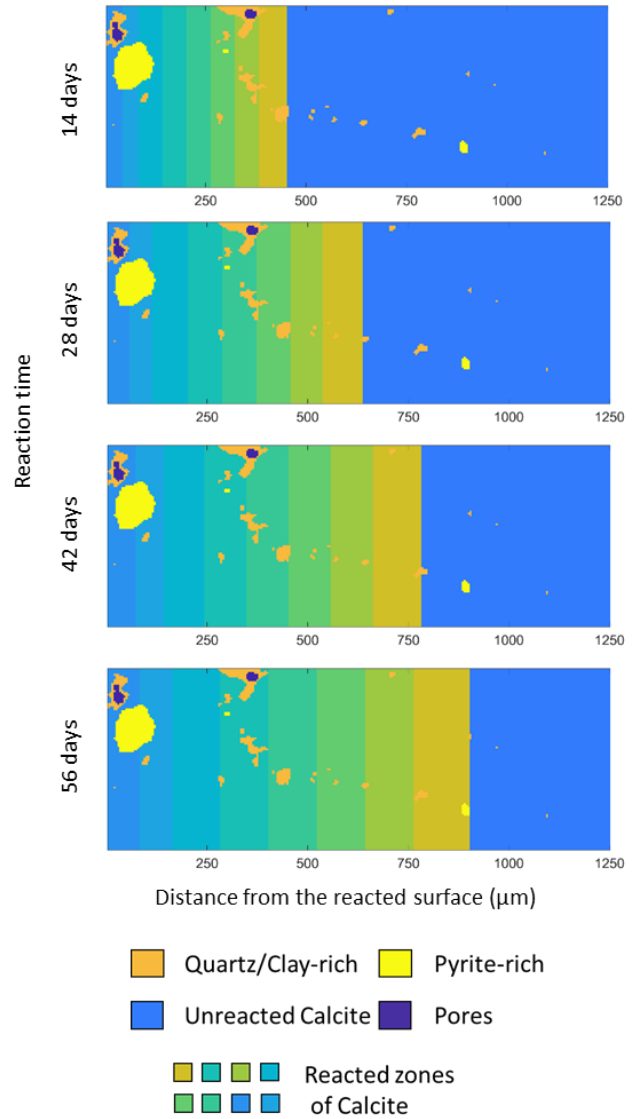 14 days
250 500 750 1000 1250
28 days
250 500 750 1000 1250
Reaction time
42 days
250 500 750 1000 1250
56 days
250 500 750 1000 1250
Distance from the reacted surface (µm)
Quartz/Clay-rich Pyrite-rich
Unreacted Calcite Pores
Reacted zones
of Calcite